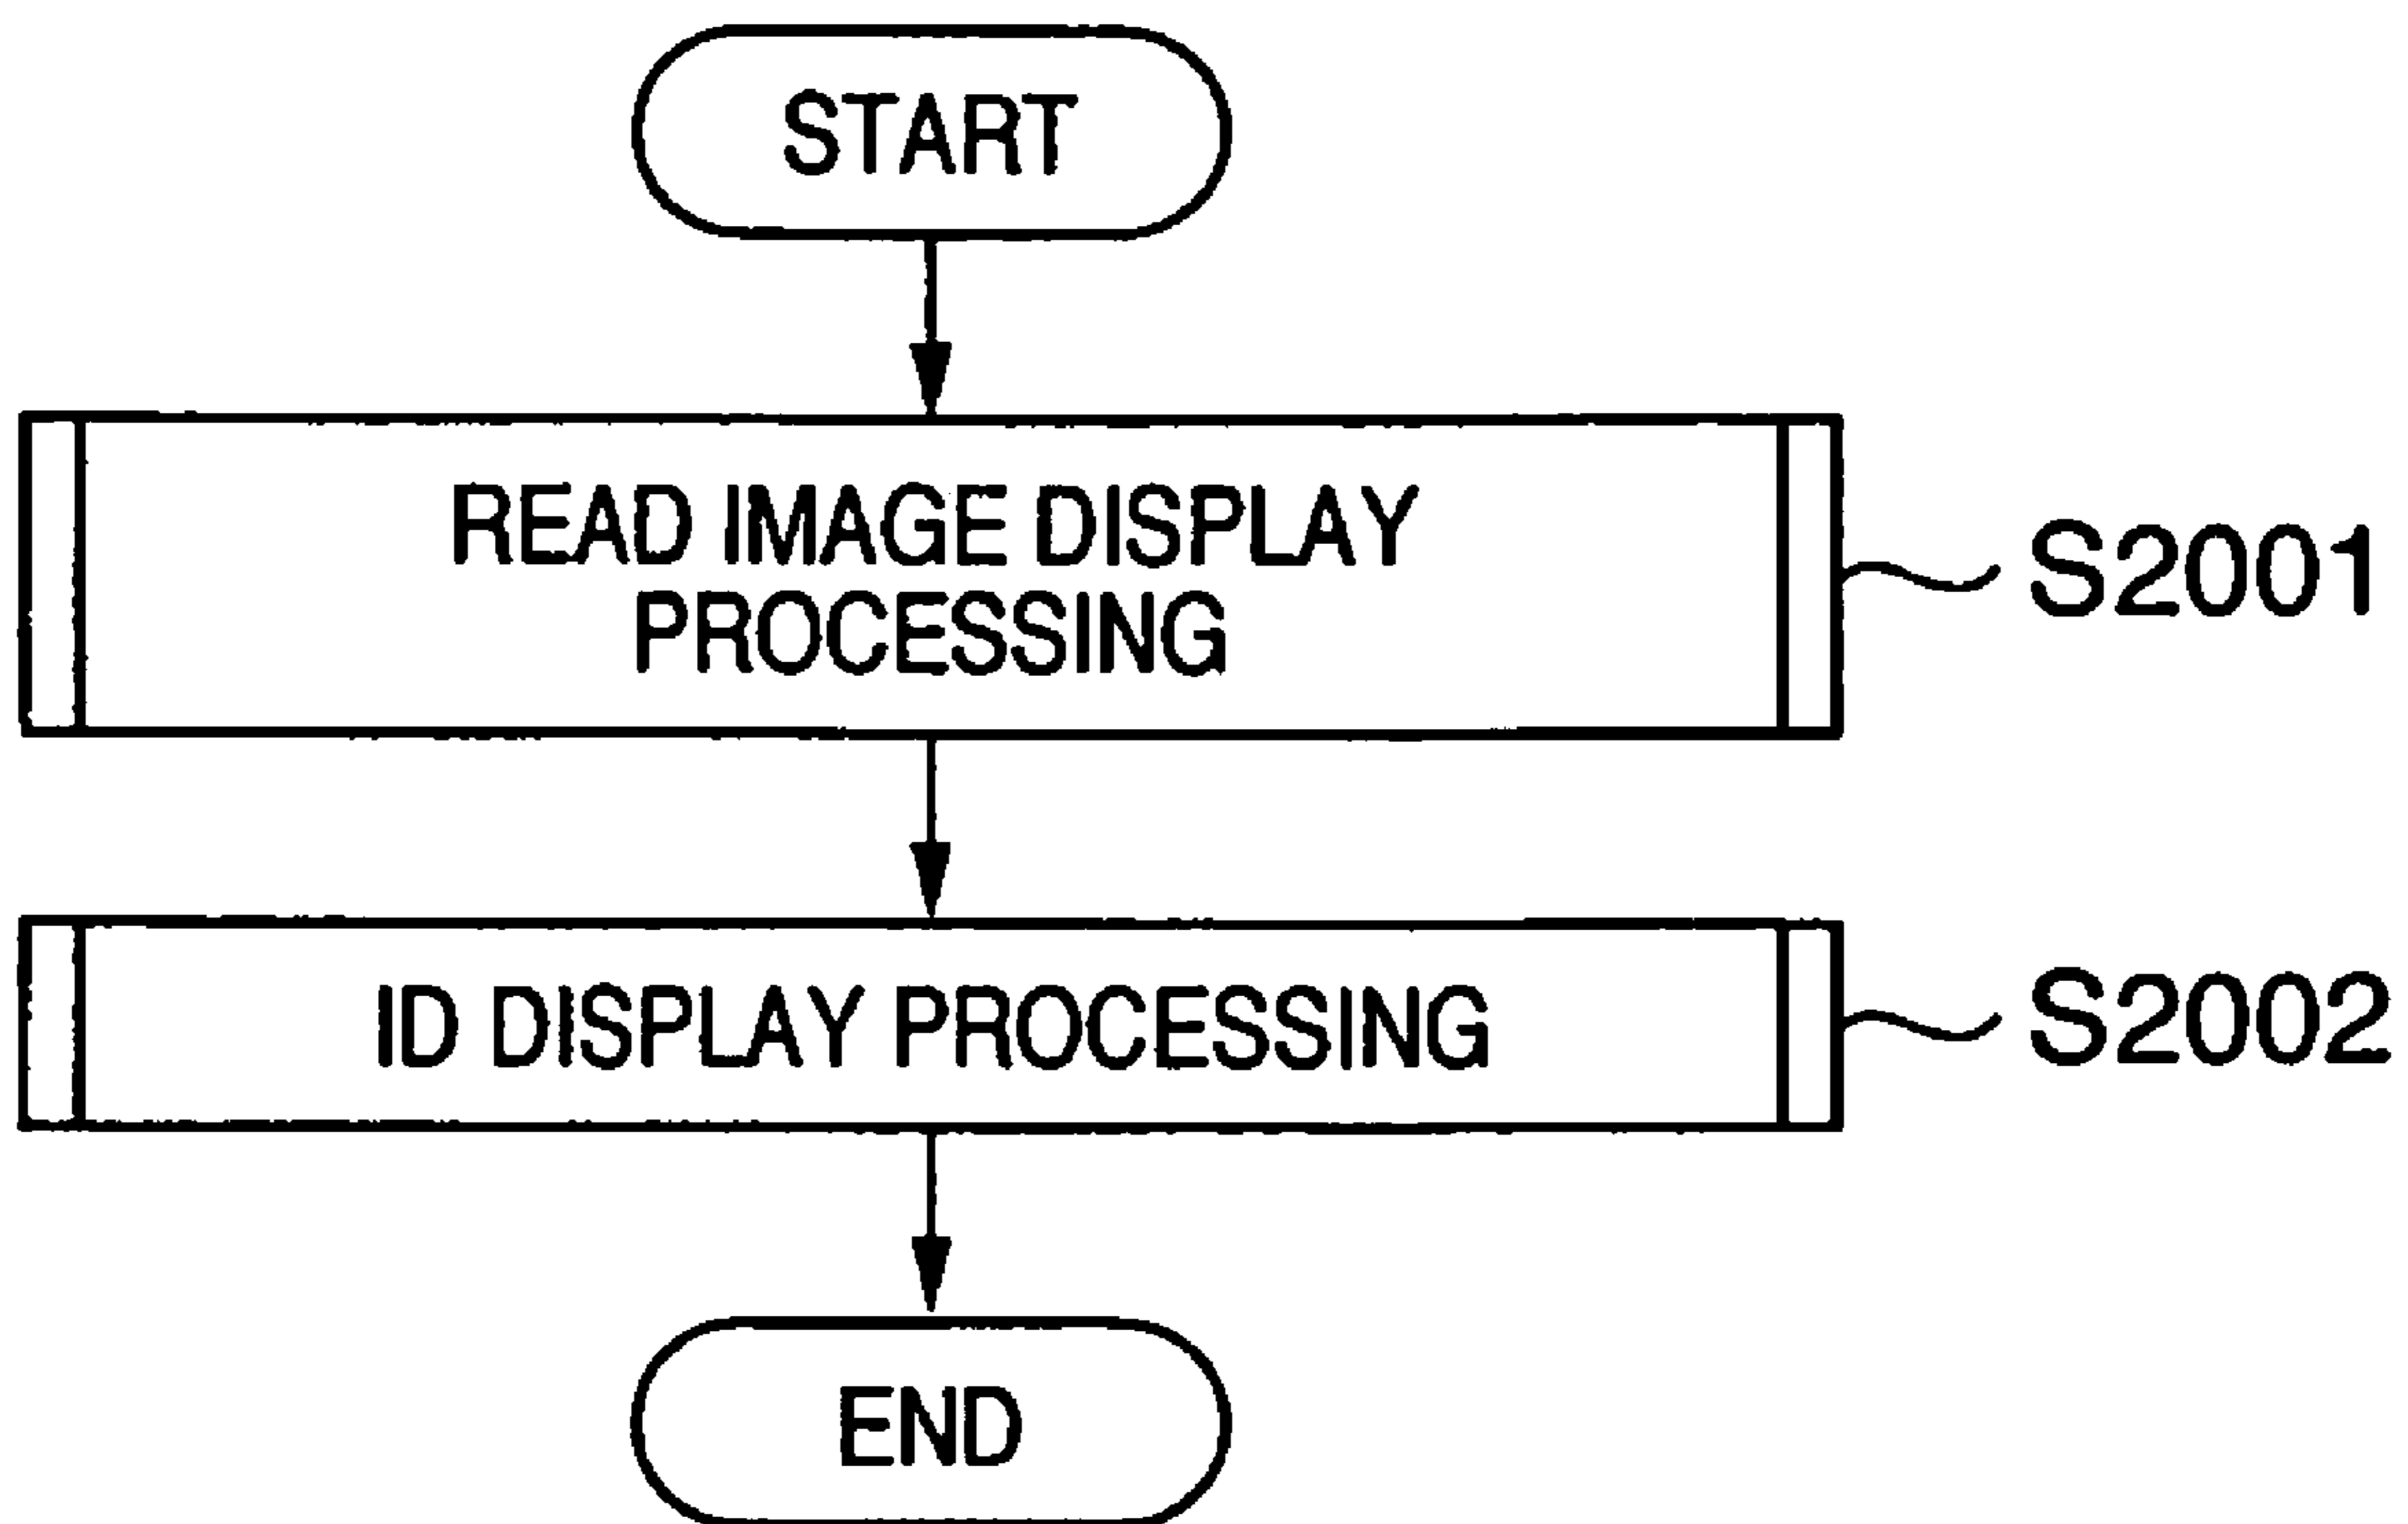 START
READ IMAGE DISPLAY
PROCESSING
S2001
ID DISPLAY PROCESSING
S2002
END